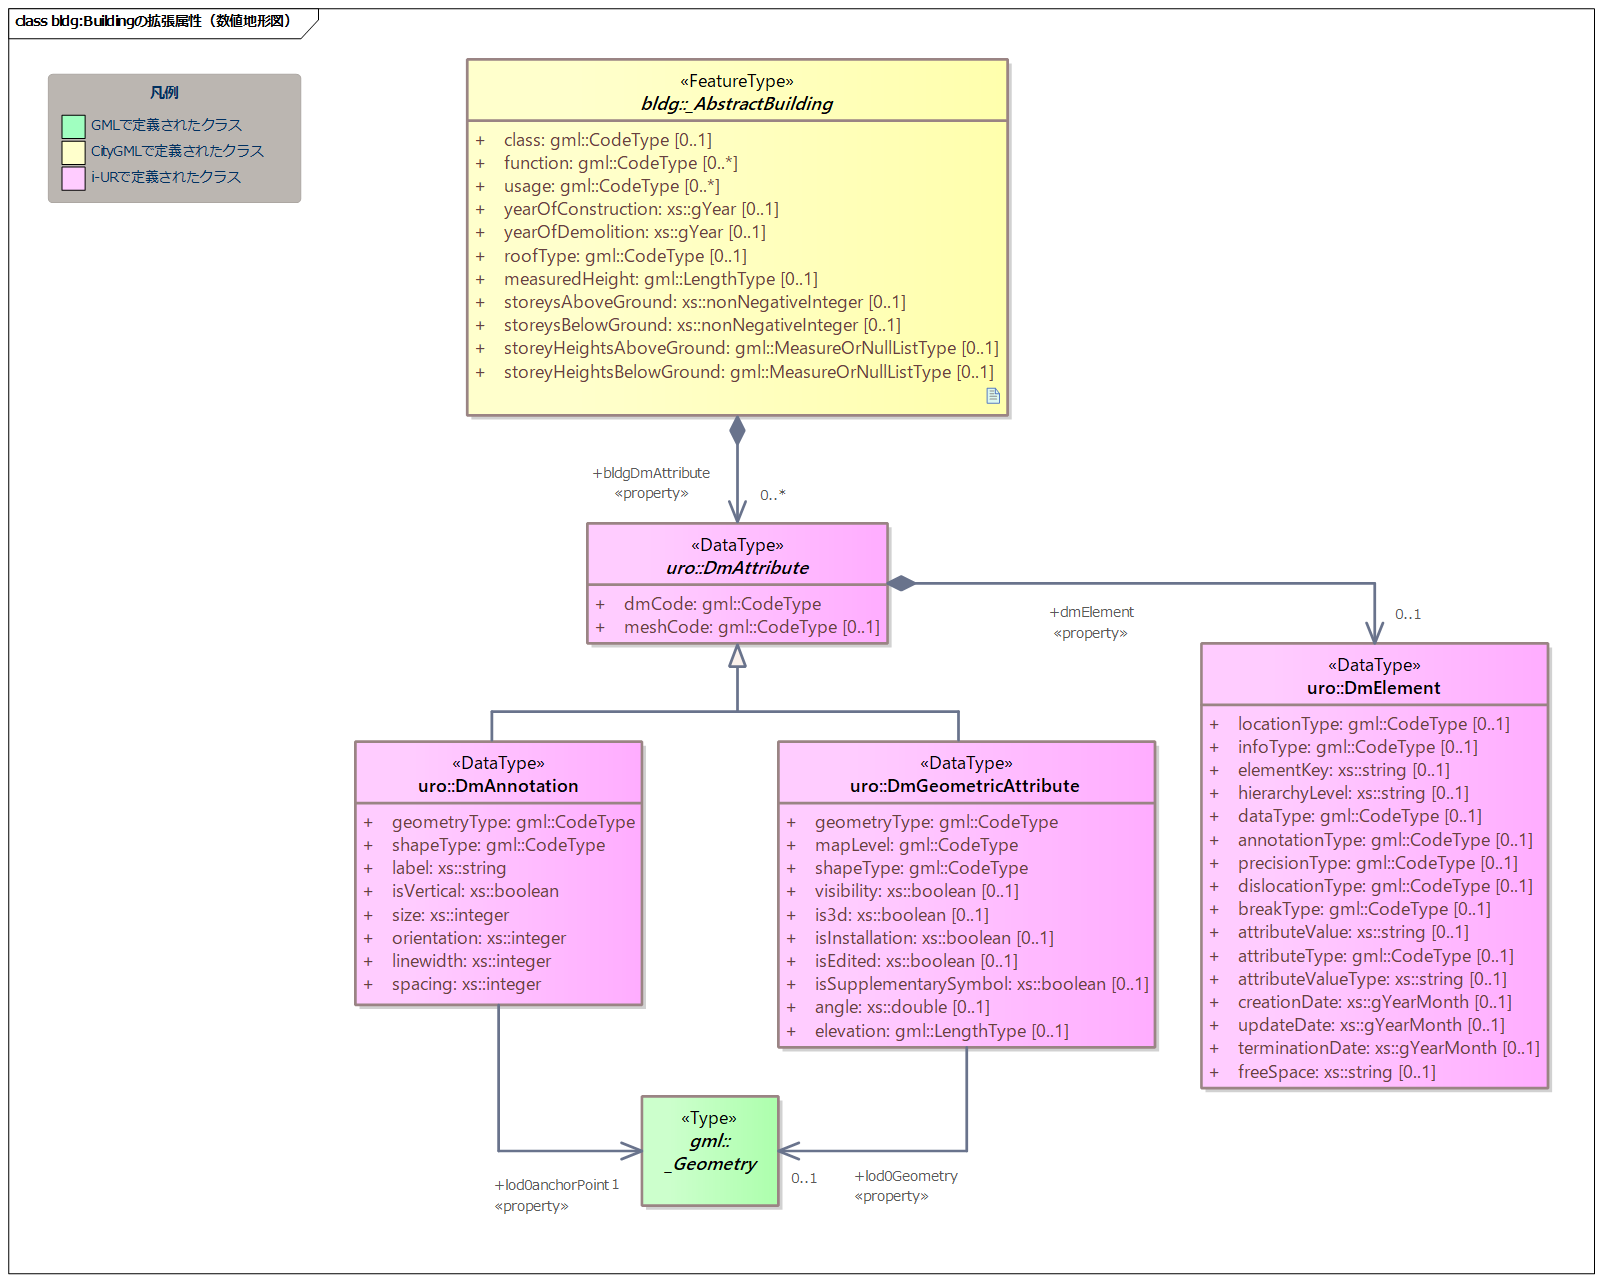 class bldg:Buildingの拡張属性（数値地形図）
凡例
GMLで定義されたクラス
CityGMLで定義されたクラス
i-URで定義されたクラス
«FeatureType»
bldg::_AbstractBuilding
+ class: gml::CodeType [0..1]
+ function: gml::CodeType [0..*]
+ usage: gml::CodeType [0..*]
+ yearOfConstruction: xs::gYear [0..1]
+ yearOfDemolition: xs::gYear [0..1]
+ roofType: gml::CodeType [0..1]
+ measuredHeight: gml::LengthType [0..1]
+ storeysAboveGround: xs::nonNegativeInteger [0..1]
+ storeysBelowGround: xs::nonNegativeInteger [0..1]
+ storeyHeightsAboveGround: gml::MeasureOrNullListType [0..1]
+ storeyHeightsBelowGround: gml::MeasureOrNullListType [0..1]
+bldgDmAttribute
«property»
0..*
«DataType»
uro::DmAttribute
+ dmCode: gml::CodeType
+ meshCode: gml::CodeType [0..1]
+dmElement
«property»
0..1
«DataType»
uro::DmElement
+ locationType: gml::CodeType [0..1]
+ infoType: gml::CodeType [0..1]
+ elementKey: xs::string [0..1]
+ hierarchyLevel: xs::string [0..1]
+ dataType: gml::CodeType [0..1]
+ annotationType: gml::CodeType [0..1]
+ precisionType: gml::CodeType [0..1]
+ dislocationType: gml::CodeType [0..1]
+ breakType: gml::CodeType [0..1]
+ attributeValue: xs::string [0..1]
+ attributeType: gml::CodeType [0..1]
+ attributeValueType: xs::string [0..1]
+ creationDate: xs::gYearMonth [0..1]
+ updateDate: xs::gYearMonth [0..1]
+ terminationDate: xs::gYearMonth [0..1]
+ freeSpace: xs::string [0..1]
«DataType»
uro::DmAnnotation
+ geometryType: gml::CodeType
+ shapeType: gml::CodeType
+ label: xs::string
+ isVertical: xs::boolean
+ size: xs::integer
+ orientation: xs::integer
+ linewidth: xs::integer
+ spacing: xs::integer
«DataType»
uro::DmGeometricAttribute
+ geometryType: gml::CodeType
+ mapLevel: gml::CodeType
+ shapeType: gml::CodeType
+ visibility: xs::boolean [0..1]
+ is3d: xs::boolean [0..1]
+ isInstallation: xs::boolean [0..1]
+ isEdited: xs::boolean [0..1]
+ isSupplementarySymbol: xs::boolean [0..1]
+ angle: xs::double [0..1]
+ elevation: gml::LengthType [0..1]
«Type»
gml::
_Geometry
+lod0anchorPoint 1
«property»
0..1
+lod0Geometry
«property»